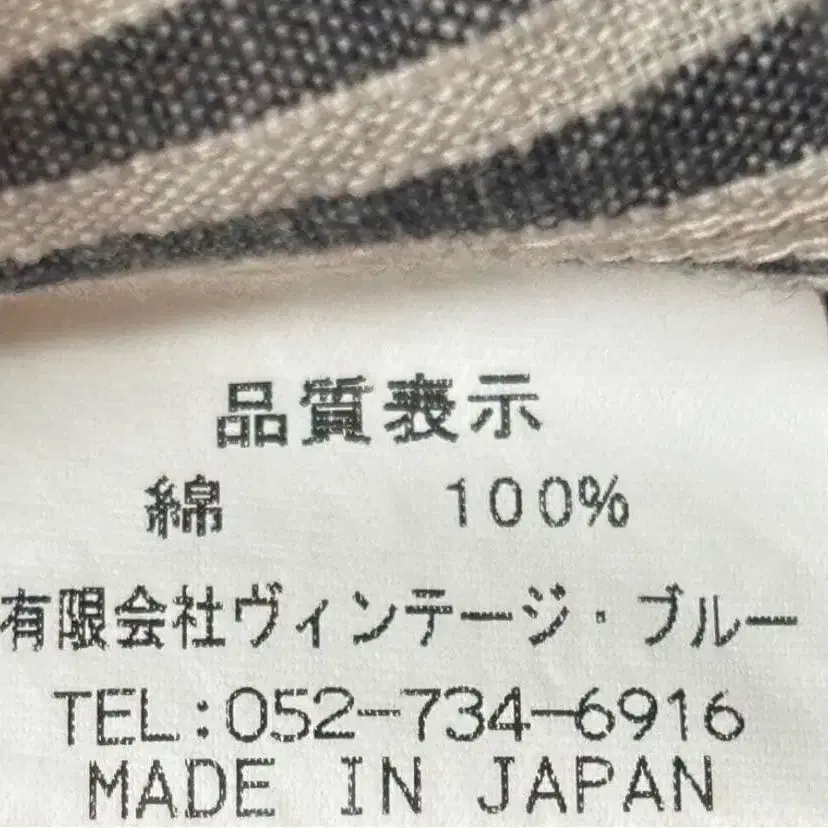 品質表示
綿 100%
有限会社ヴィンテージ・ブルー
TEL:052-734-6916
MADE IN JAPAN